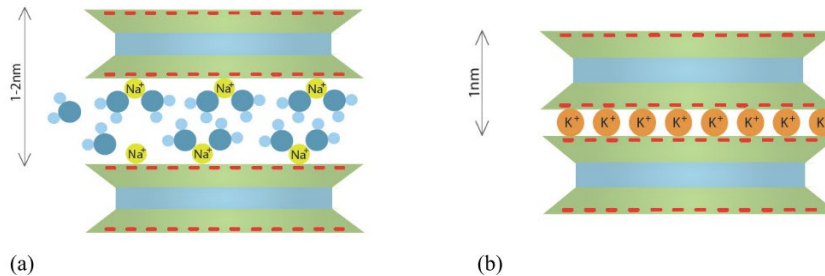 1-2nm
Na⁺ Na⁺ Na⁺
Na⁺ Na⁺ Na⁺
(a)
1nm
K⁺ K⁺ K⁺ K⁺ K⁺ K⁺ K
(b)